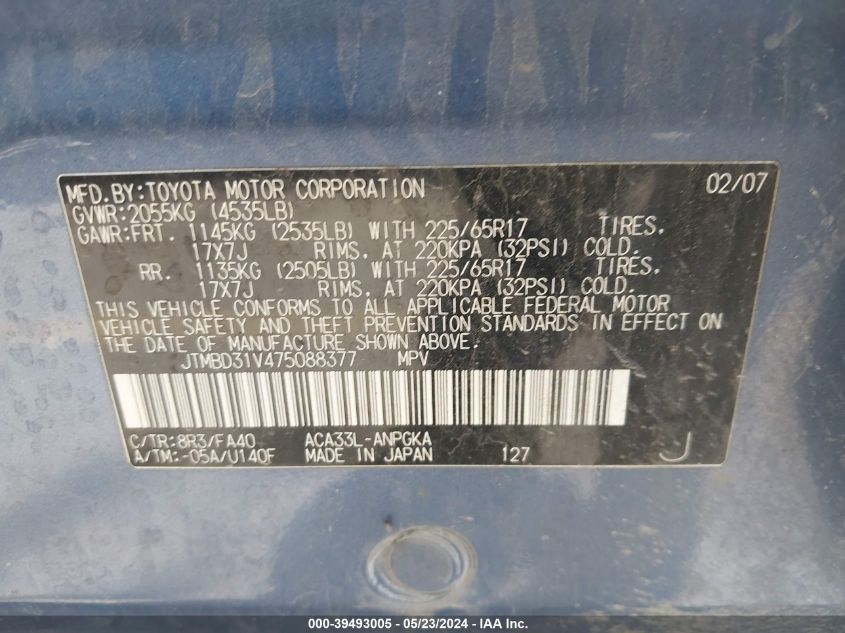 MFD.BY:TOYOTA MOTOR CORPORATION 02/07
GVWR:2055KG (4535LB)
GAWR:FRT. 1145KG (2535LB) WITH 225/65R17 TIRES.
17X7J RIMS, AT 220KPA (32PSI) COLD.
RR. 1135KG (2505LB) WITH 225/65R17 TIRES,
17X7J RIMS, AT 220KPA (32PSI) COLD.
THIS VEHICLE CONFORMS TO ALL APPLICABLE FEDERAL MOTOR
VEHICLE SAFETY AND THEFT PREVENTION STANDARDS IN EFFECT ON
THE DATE OF MANUFACTURE SHOWN ABOVE.
JTMBD31V475088377 MPV
C/TR:8R3/FA40 ACA33L-ANPGKA
A/TM:-05A/U140F MADE IN JAPAN 127 J
000-39493005 - 05/23/2024 - IAA Inc.